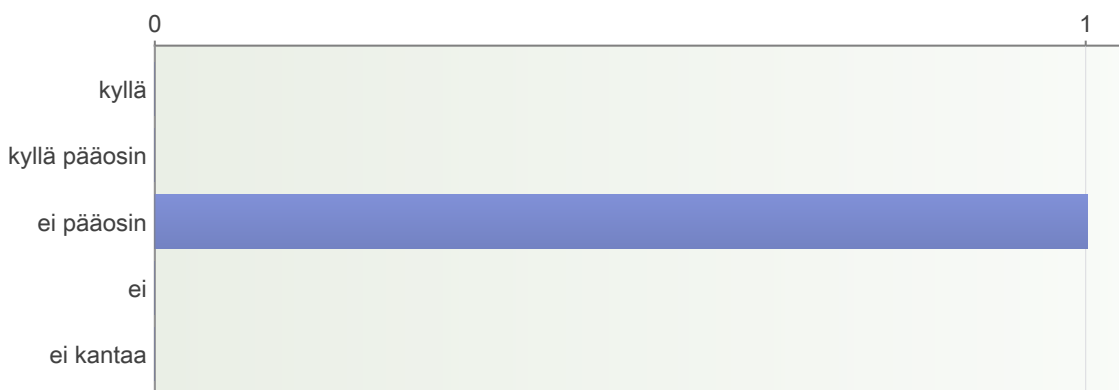 0 1
kyllä
kyllä pääosin
ei pääosin
ei
ei kantaa